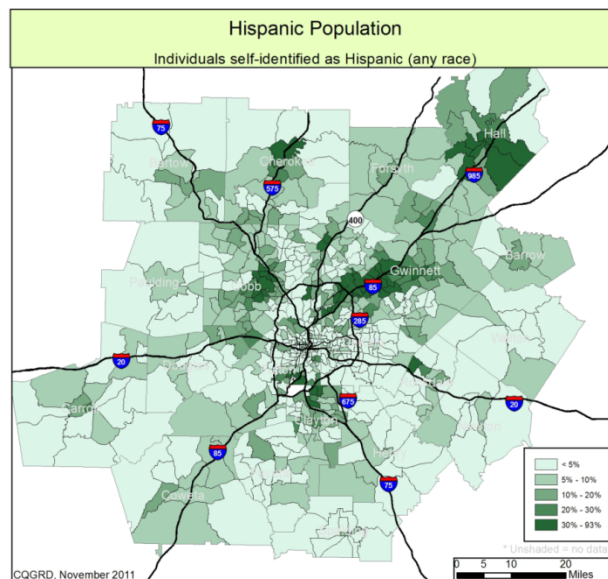 Hispanic Population
Individuals self-identified as Hispanic (any race)
75
Hall
Bartow
Cherokee
Forsyth
575
985
400
Barrow
Gwinnett
Paulding
Cobb
85
285
20
Carroll
675
20
Clayton
85
Coweta
75
< 5%
5% - 10%
10% - 20%
20% - 30%
30% - 93%
* Unshaded = no data
CQGRD, November 2011
0 5 10 20
Miles